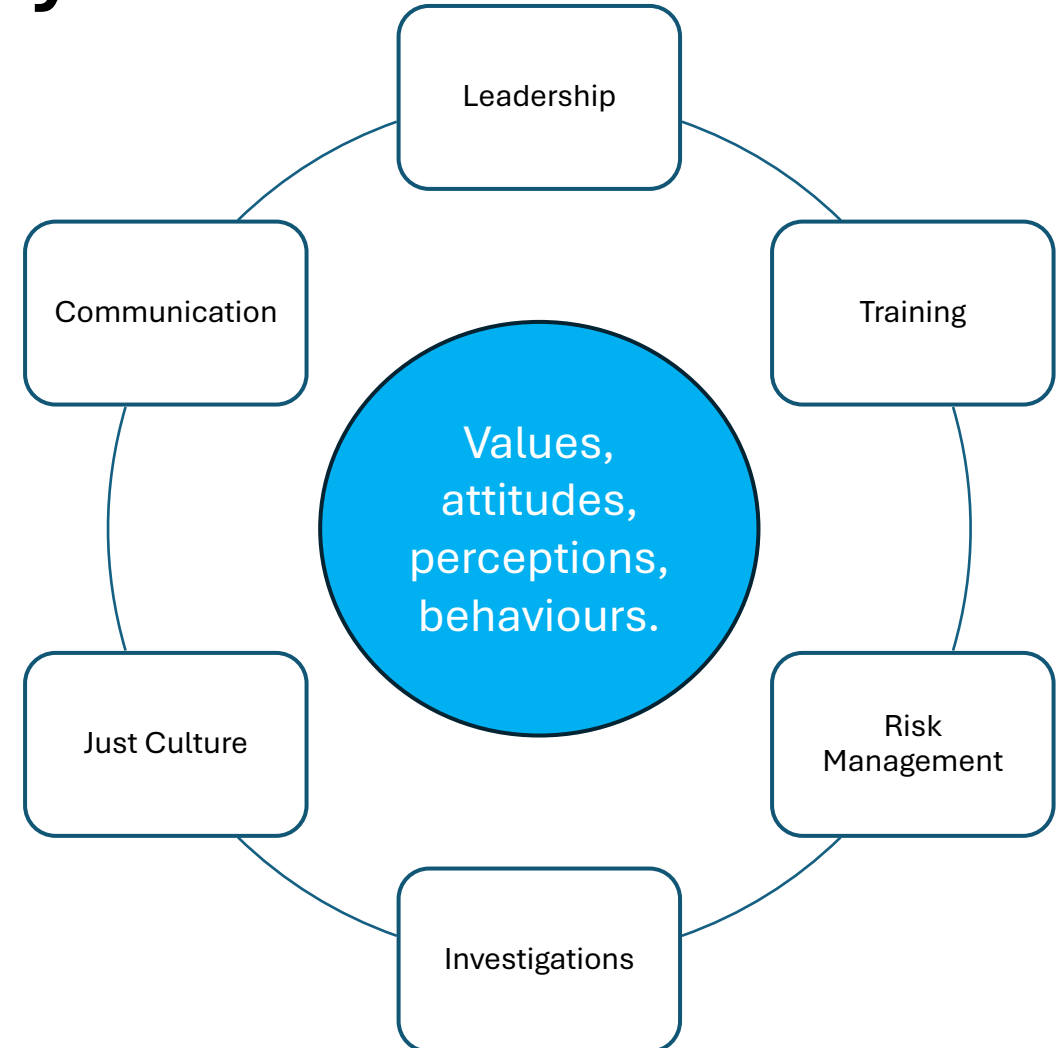 Leadership
Communication
Training
Values,
attitudes,
perceptions,
behaviours.
Just Culture
Risk
Management
Investigations